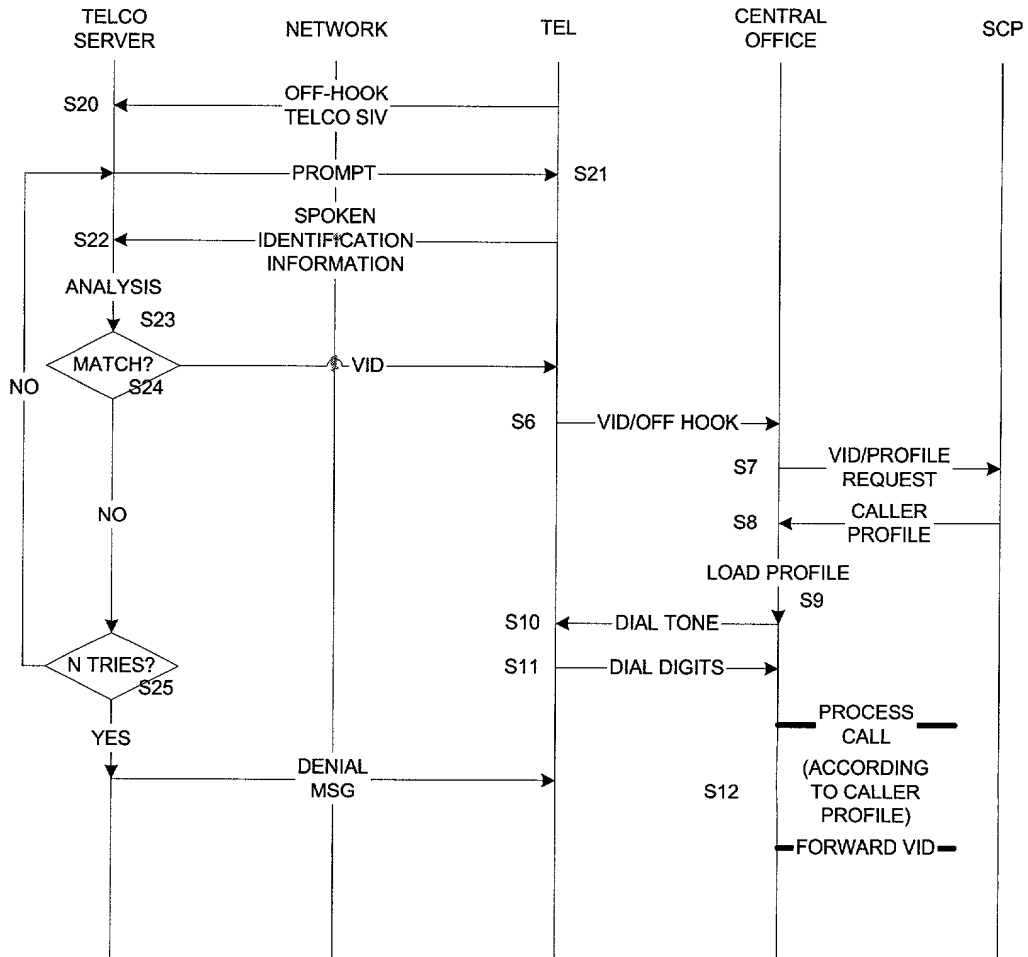 TELCO
SERVER
NETWORK
TEL
CENTRAL
OFFICE
SCP
S20
OFF-HOOK
TELCO SIV
PROMPT
S21
SPOKEN
S22
IDENTIFICATION
INFORMATION
ANALYSIS
S23
MATCH?
VID
NO
S24
S6
VID/OFF HOOK
S7
VID/PROFILE
REQUEST
NO
S8
CALLER
PROFILE
LOAD PROFILE
S9
S10
DIAL TONE
N TRIES?
S11
DIAL DIGITS
S25
PROCESS
CALL
YES
DENIAL
MSG
S12
(ACCORDING
TO CALLER
PROFILE)
FORWARD VID